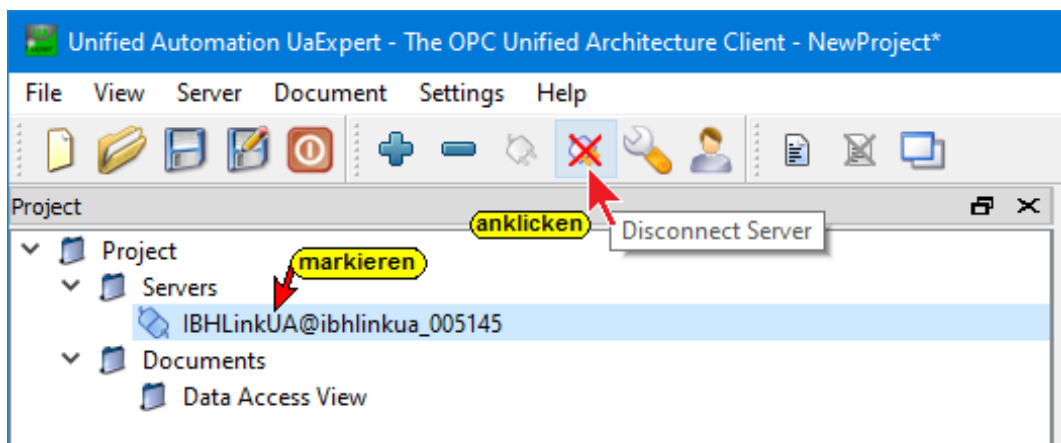 Unified Automation UaExpert - The OPC Unified Architecture Client - NewProject*
File View Server Document Settings Help
Project
anklicken
Disconnect Server
Project
markieren
Servers
IBHLinkUA@ibhlinkua_005145
Documents
Data Access View